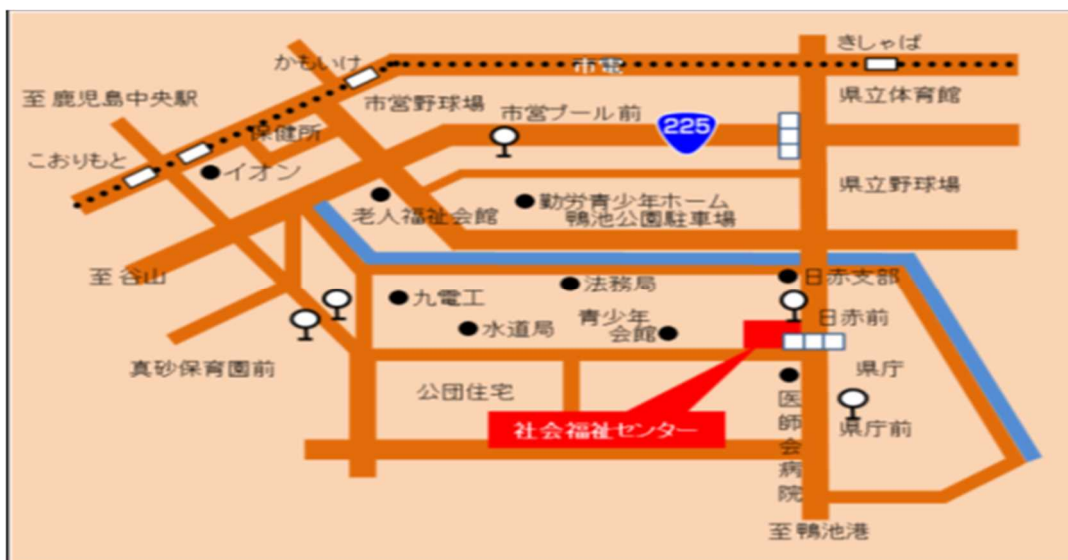 きしゃば
かもいけ
市電
至 鹿児島中央駅
市営野球場
市営プール前
225
県立体育館
保健所
こおりもと
イオン
県立野球場
老人福祉会館
勤労青少年ホーム
鴨池公園駐車場
至 谷山
法務局
日赤支部
九電工
青少年
会館
水道局
日赤前
真砂保育園前
公団住宅
県庁
医師会病院
県庁前
社会福祉センター
至 鴨池港